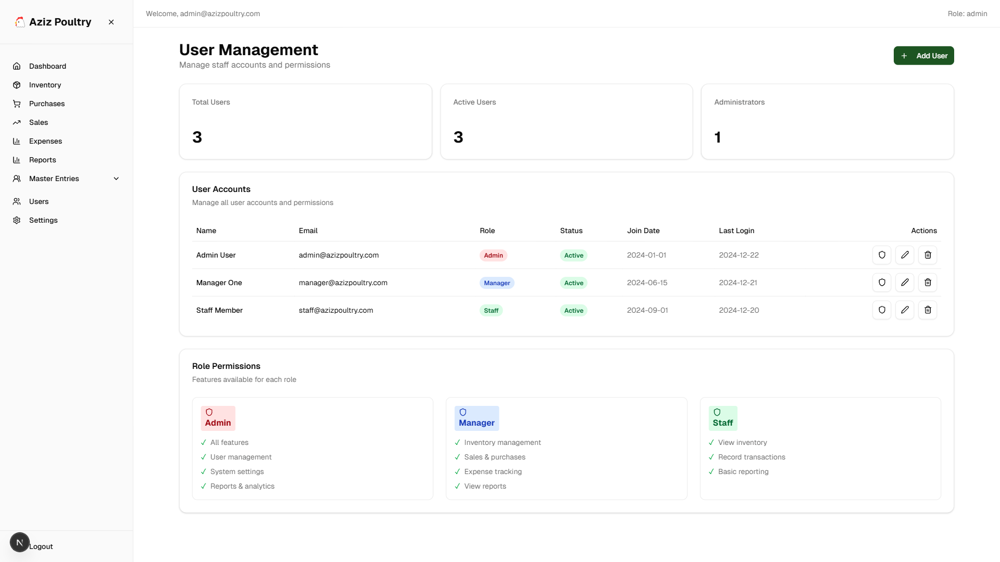 Aziz Poultry
Dashboard
Inventory
Purchases
Sales
Expenses
Reports
Master Entries
Users
Settings
N
Logout
Welcome, admin@azizpoultry.com
Role: admin
User Management
Manage staff accounts and permissions
+ Add User
Total Users
3
Active Users
3
Administrators
1
User Accounts
Manage all user accounts and permissions
Name Email Role Status Join Date Last Login Actions
Admin User admin@azizpoultry.com Admin Active 2024-01-01 2024-12-22
Manager One manager@azizpoultry.com Manager Active 2024-06-15 2024-12-21
Staff Member staff@azizpoultry.com Staff Active 2024-09-01 2024-12-20
Role Permissions
Features available for each role
Admin
✓ All features
✓ User management
✓ System settings
✓ Reports & analytics
Manager
✓ Inventory management
✓ Sales & purchases
✓ Expense tracking
✓ View reports
Staff
✓ View inventory
✓ Record transactions
✓ Basic reporting